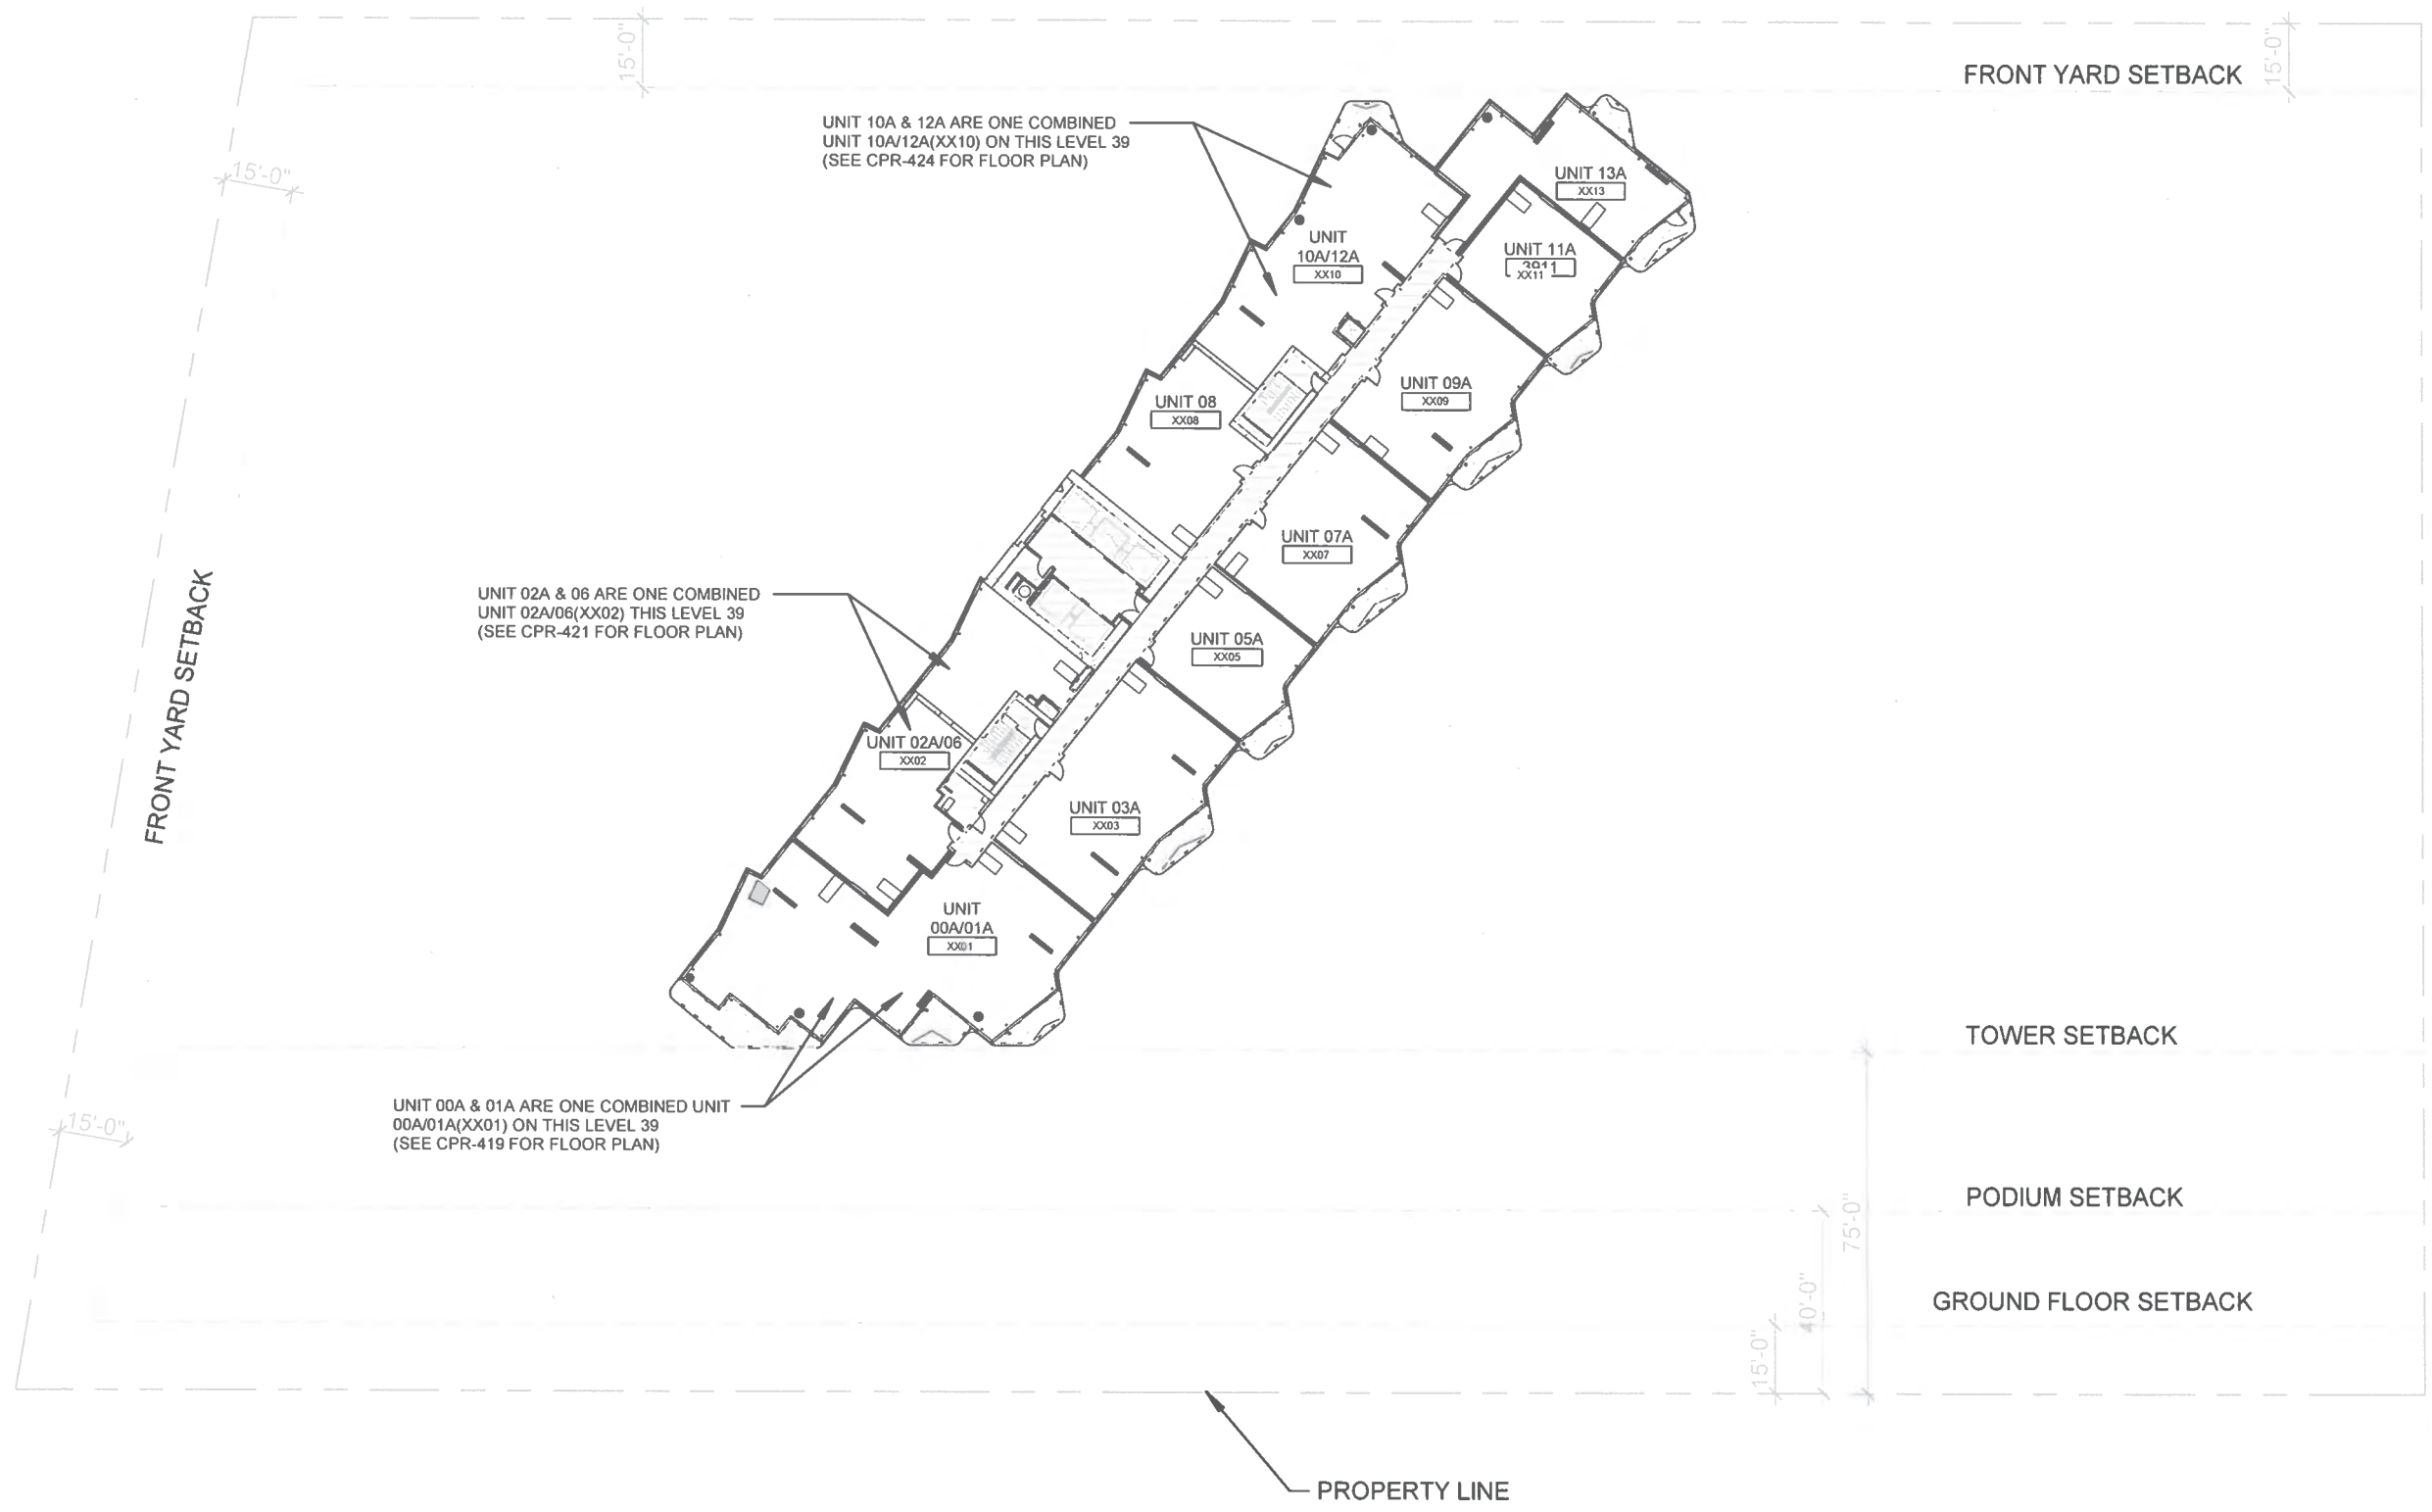 15'-0"
15'-0"
FRONT YARD SETBACK
UNIT 10A & 12A ARE ONE COMBINED
UNIT 10A/12A(XX10) ON THIS LEVEL 39
(SEE CPR-424 FOR FLOOR PLAN)
15'-0"
UNIT 13A
XX13
UNIT
10A/12A
XX10
UNIT 11A
3911
XX11
UNIT 09A
XX09
UNIT 08
XX08
UNIT 07A
XX07
UNIT 02A & 06 ARE ONE COMBINED
UNIT 02A/06(XX02) THIS LEVEL 39
(SEE CPR-421 FOR FLOOR PLAN)
FRONT YARD SETBACK
UNIT 05A
XX05
UNIT 02A/06
XX02
UNIT 03A
XX03
UNIT
00A/01A
XX01
TOWER SETBACK
UNIT 00A & 01A ARE ONE COMBINED UNIT
00A/01A(XX01) ON THIS LEVEL 39
(SEE CPR-419 FOR FLOOR PLAN)
15'-0"
PODIUM SETBACK
75'-0"
40'-0"
GROUND FLOOR SETBACK
15'-0"
PROPERTY LINE